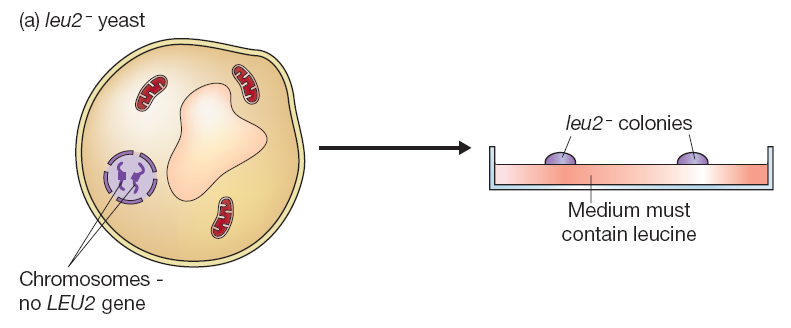 (a) leu2⁻ yeast
leu2⁻ colonies
Medium must
contain leucine
Chromosomes -
no LEU2 gene